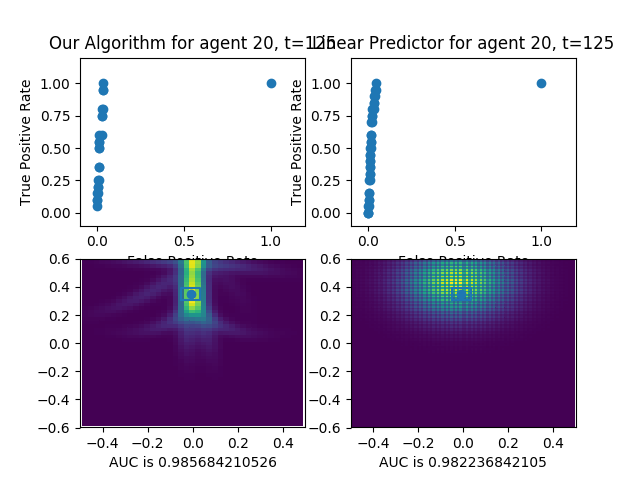 Our Algorithm for agent 20, t=125
Linear Predictor for agent 20, t=125
True Positive Rate
1.00
0.75
0.50
0.25
0.00
0.0 0.5 1.0
False Positive Rate
True Positive Rate
1.00
0.75
0.50
0.25
0.00
0.0 0.5 1.0
False Positive Rate
0.6
0.4
0.2
0.0
−0.2
−0.4
−0.6
−0.4 −0.2 0.0 0.2 0.4
AUC is 0.985684210526
0.6
0.4
0.2
0.0
−0.2
−0.4
−0.6
−0.4 −0.2 0.0 0.2 0.4
AUC is 0.982236842105